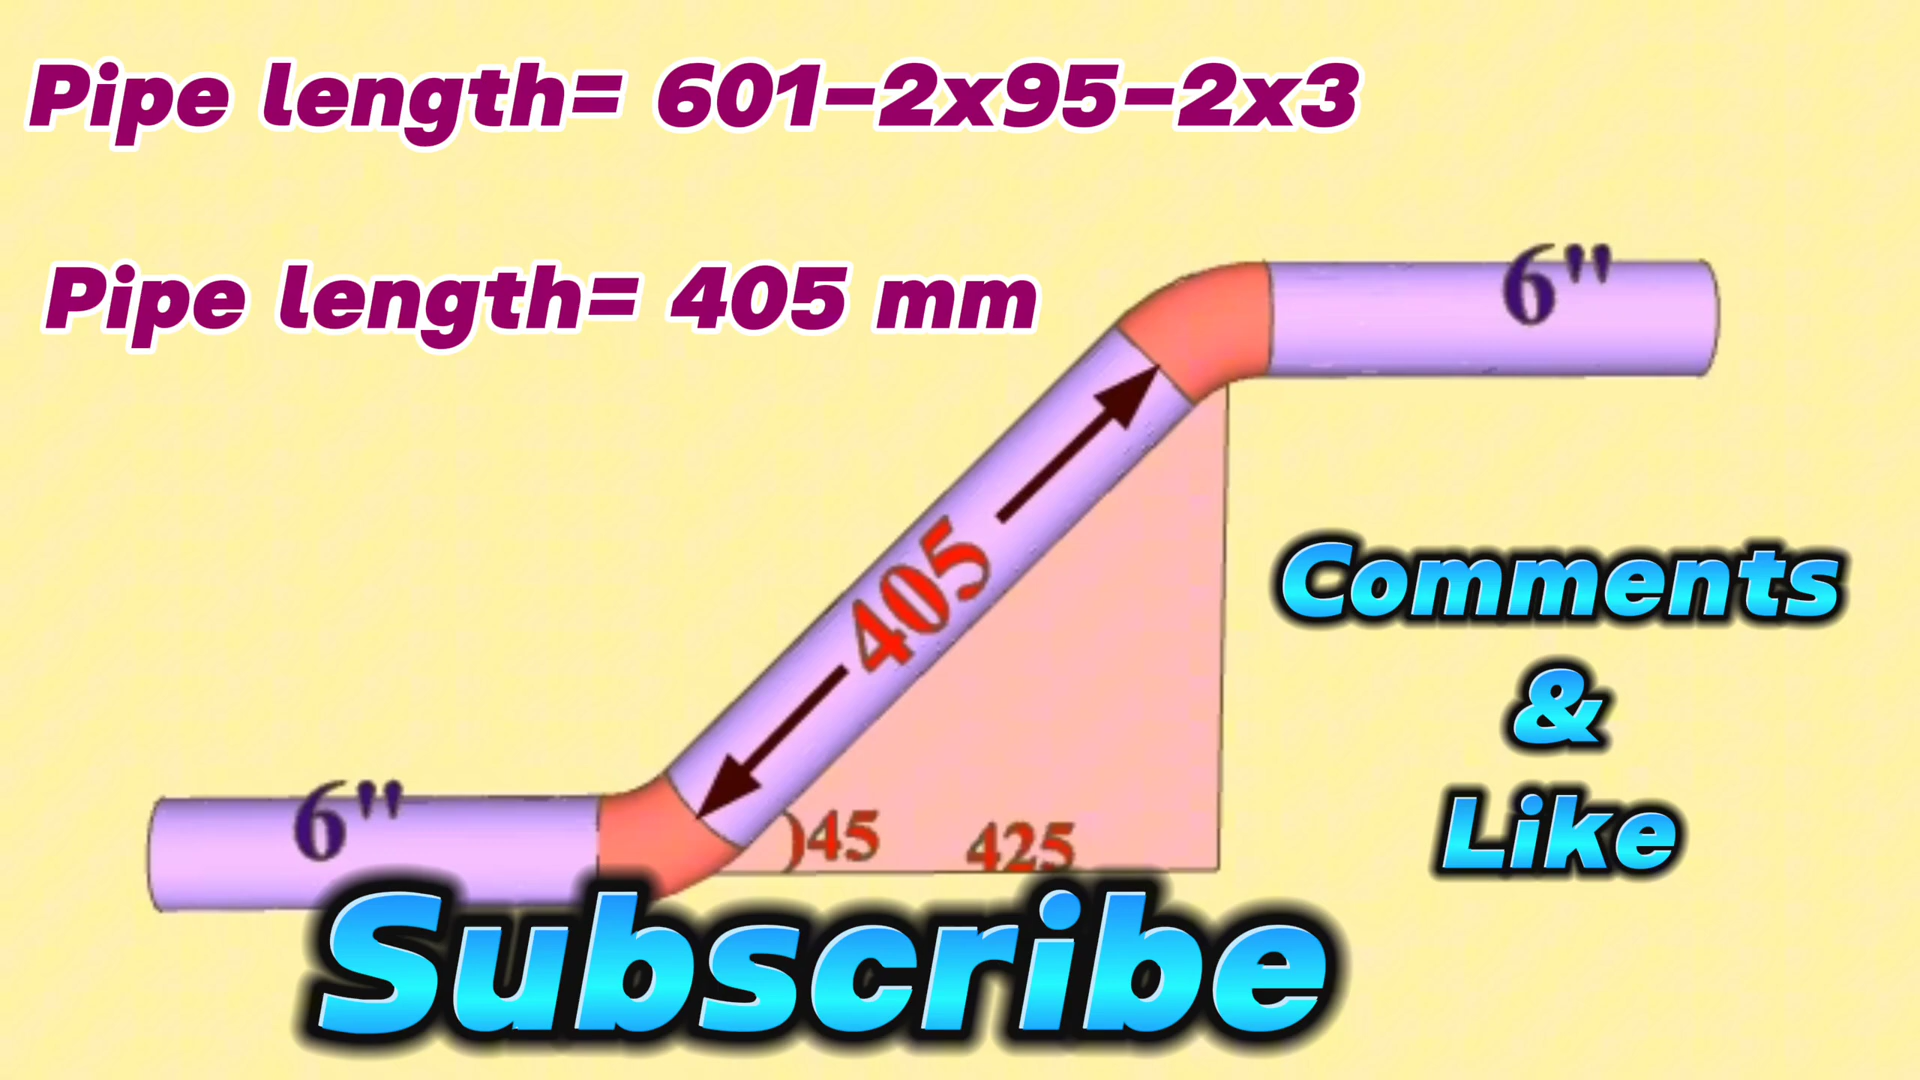 Pipe length= 601-2x95-2x3
Pipe length= 405 mm
6"
405
6"
)45
425
Comments
&
Like
Subscribe